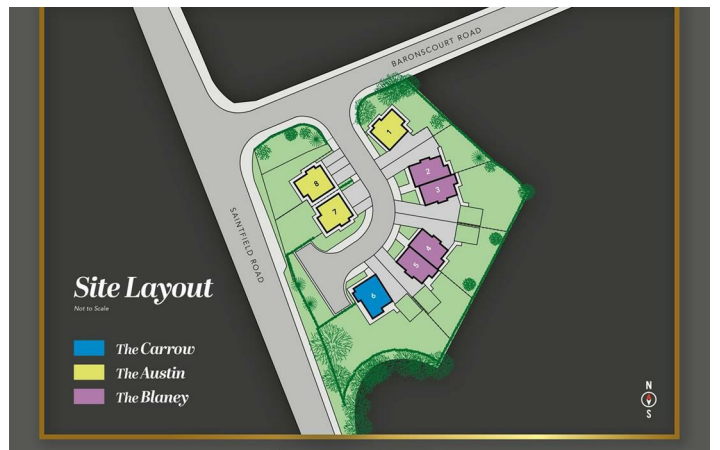 BARONSCOURT ROAD
1
2
3
8
7
4
5
6
SAINTFIELD ROAD
Site Layout
Not to Scale
The Carrow
The Austin
The Blaney
N
S